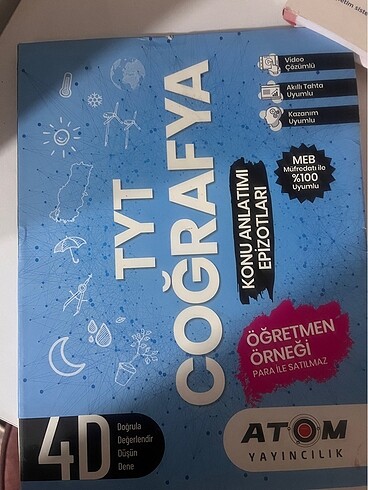 Video
Çözümlü
Akıllı Tahta
Uyumlu
Kazanım
Uyumlu
MEB
Müfredatı ile
%100
Uyumlu
TYT
COĞRAFYA
KONU ANLATIMI
EPİZOTLARI
ÖĞRETMEN
ÖRNEĞİ
PARA İLE SATILMAZ
4D
Doğrula
Değerlendir
Düşün
Dene
ATOM
YAYINCILIK